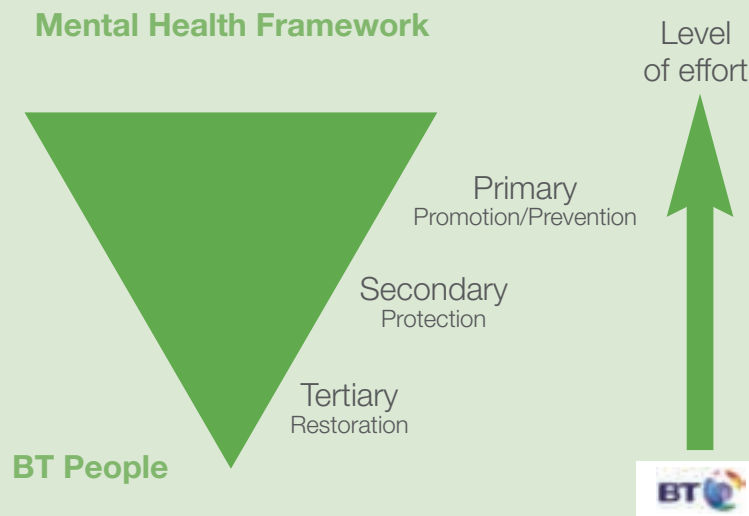 Mental Health Framework
Level
of effort
Primary
Promotion/Prevention
Secondary
Protection
Tertiary
Restoration
BT People
BT